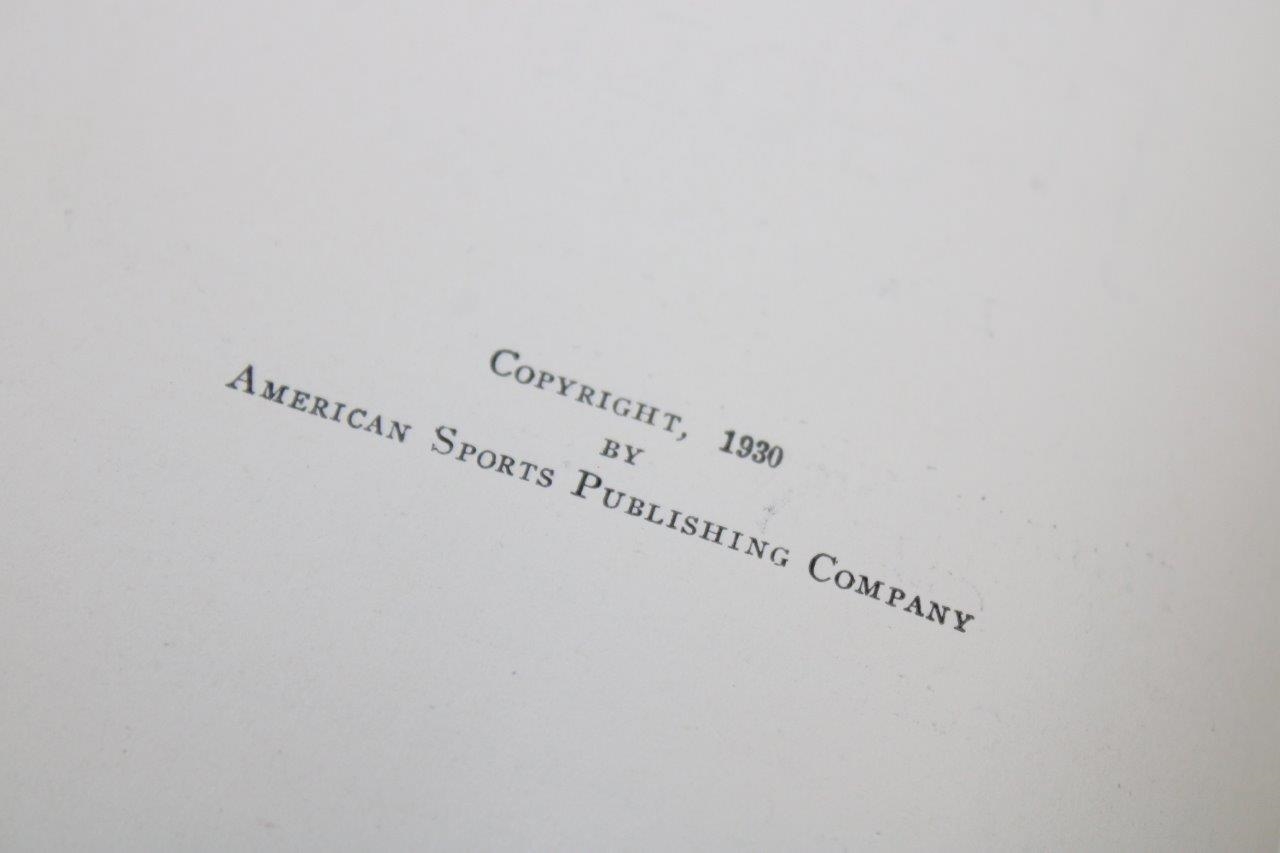 Copyright, 1930
by
American Sports Publishing Company